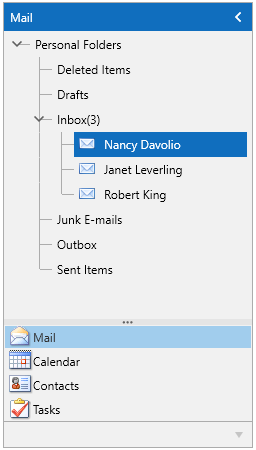 Mail
Personal Folders
Deleted Items
Drafts
Inbox(3)
Nancy Davolio
Janet Leverling
Robert King
Junk E-mails
Outbox
Sent Items
Mail
Calendar
Contacts
Tasks